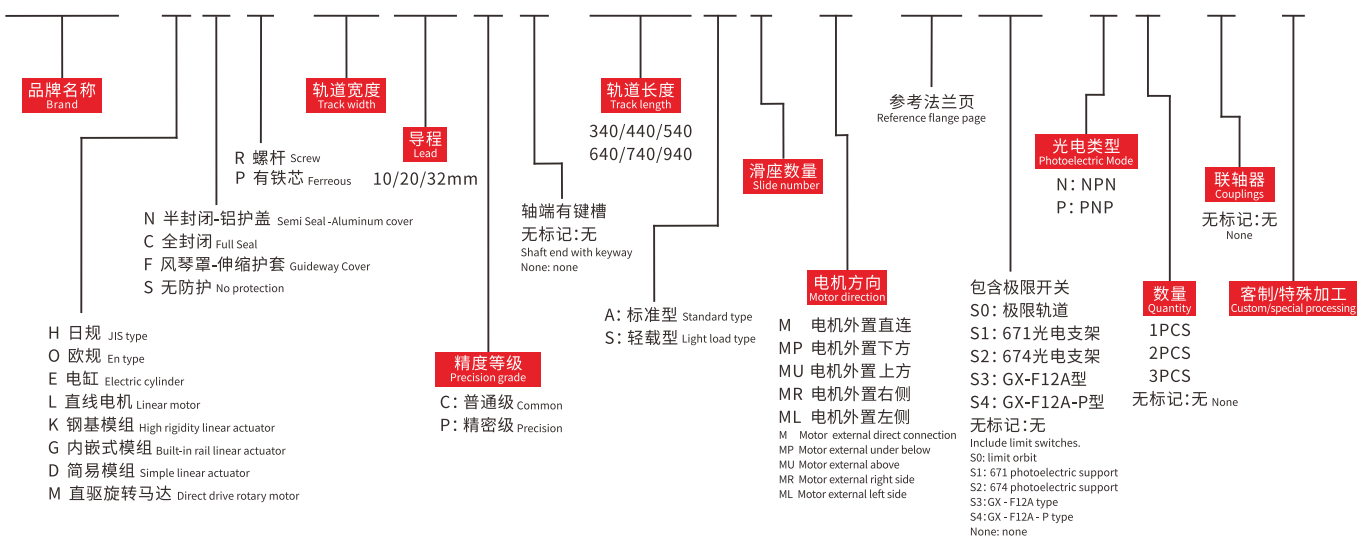 品牌名称
Brand
H 日规 JIS type
O 欧规 En type
E 电缸 Electric cylinder
L 直线电机 Linear motor
K 钢基模组 High rigidity linear actuator
G 内嵌式模组 Built-in rail linear actuator
D 简易模组 Simple linear actuator
M 直驱旋转马达 Direct drive rotary motor
N 半封闭-铝护盖 Semi Seal-Aluminum cover
C 全封闭 Full Seal
F 风琴罩-伸缩护套 Guideway Cover
S 无防护 No protection
R 螺杆 Screw
P 有铁芯 Ferreous
轨道宽度
Track width
导程
Lead
10/20/32mm
精度等级
Precision grade
C: 普通级 Common
P: 精密级 Precision
轴端有键槽
无标记:无
Shaft end with keyway
None: none
轨道长度
Track length
340/440/540
640/740/940
A: 标准型 Standard type
S: 轻载型 Light load type
滑座数量
Slide number
电机方向
Motor direction
M 电机外置直连
MP 电机外置下方
MU 电机外置上方
MR 电机外置右侧
ML 电机外置左侧
M Motor external direct connection
MP Motor external under below
MU Motor external above
MR Motor external right side
ML Motor external left side
参考法兰页
Reference flange page
包含极限开关
S0: 极限轨道
S1: 671光电支架
S2: 674光电支架
S3: GX-F12A型
S4: GX-F12A-P型
无标记:无
Include limit switches.
S0: limit orbit
S1: 671 photoelectric support
S2: 674 photoelectric support
S3:GX - F12A type
S4:GX - F12A - P type
None: none
光电类型
Photoelectric Mode
N: NPN
P: PNP
数量
Quantity
1PCS
2PCS
3PCS
无标记:无 None
联轴器
Couplings
无标记:无
None
客制/特殊加工
Custom/special processing